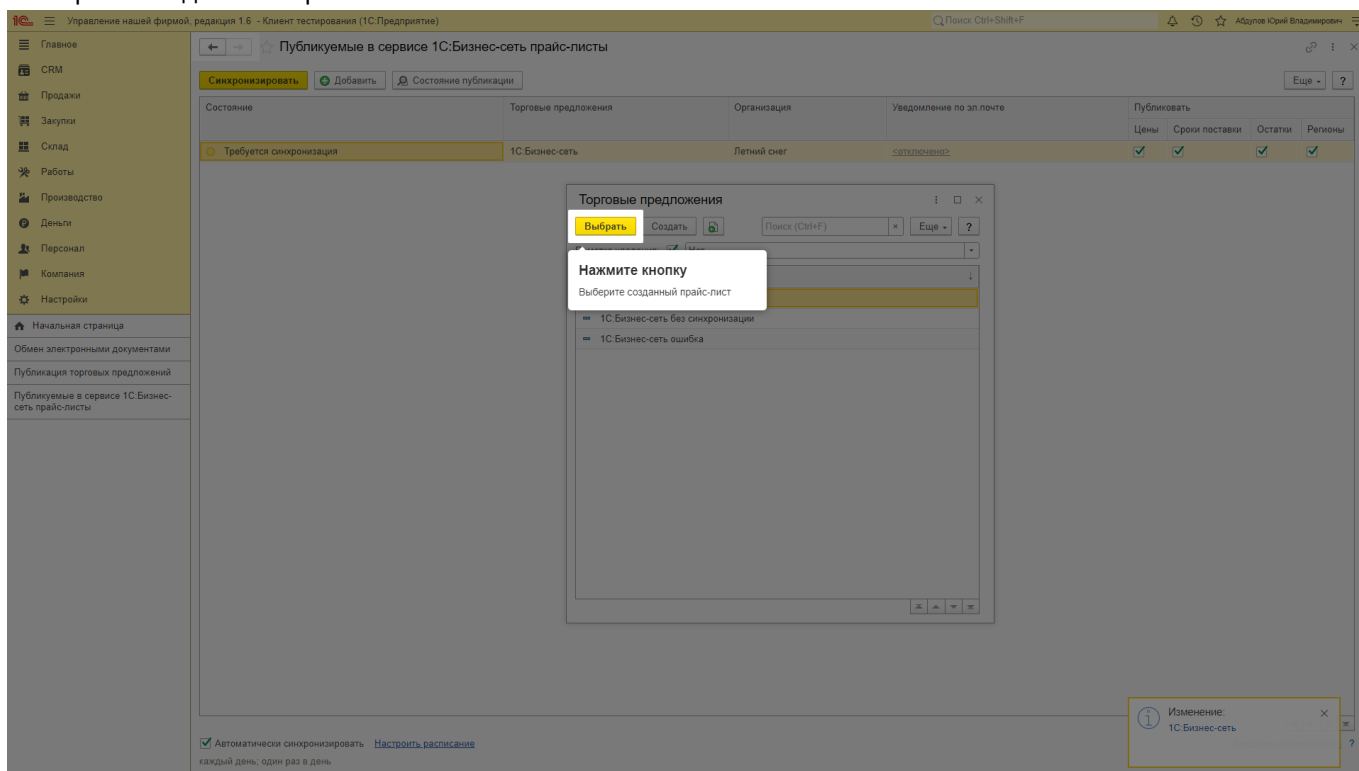 Управление нашей фирмой, редакция 1.6 - Клиент тестирования (1С:Предприятие)
Поиск Ctrl+Shift+F
Абдулов Юрий Владимирович
Главное
CRM
Продажи
Закупки
Склад
Работы
Производство
Деньги
Персонал
Компания
Настройки
Начальная страница
Обмен электронными документами
Публикация торговых предложений
Публикуемые в сервисе 1С:Бизнес-
сеть прайс-листы
Публикуемые в сервисе 1С:Бизнес-сеть прайс-листы
Синхронизировать
Добавить
Состояние публикации
Еще
?
Состояние
Торговые предложения
Организация
Уведомление по эл.почте
Публиковать
Цены
Сроки поставки
Остатки
Регионы
Требуется синхронизация
1С:Бизнес-сеть
Летний снег
<отключено>
Торговые предложения
Выбрать
Создать
Поиск (Ctrl+F)
×
Еще
?
Нажмите кнопку
Выберите созданный прайс-лист
1С:Бизнес-сеть без синхронизации
1С:Бизнес-сеть ошибка
Изменение:
1С:Бизнес-сеть
Автоматически синхронизировать Настроить расписание
?
каждый день; один раз в день